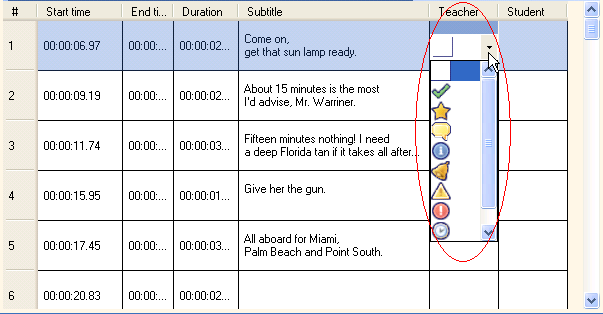 # Start time End ti... Duration Subtitle Teacher Student
1 00:00:06.97 00:00:... 00:00:02... Come on,
get that sun lamp ready.
2 00:00:09.19 00:00:... 00:00:02... About 15 minutes is the most
I'd advise, Mr. Warriner.
3 00:00:11.74 00:00:... 00:00:03... Fifteen minutes nothing! I need
a deep Florida tan if it takes all after...
4 00:00:15.95 00:00:... 00:00:01... Give her the gun.
5 00:00:17.45 00:00:... 00:00:03... All aboard for Miami,
Palm Beach and Point South.
6 00:00:20.83 00:00:... 00:00:02...